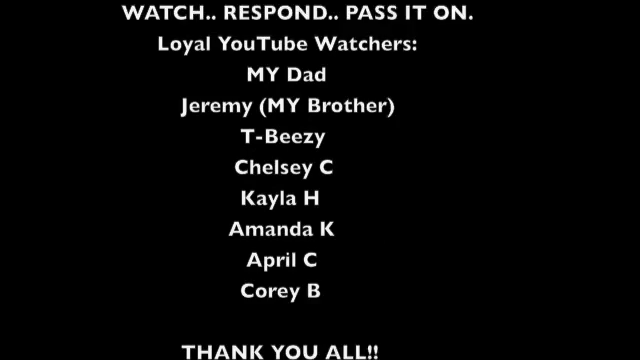 WATCH.. RESPOND.. PASS IT ON.
Loyal YouTube Watchers:
MY Dad
Jeremy (MY Brother)
T-Beezy
Chelsey C
Kayla H
Amanda K
April C
Corey B
THANK YOU ALL!!